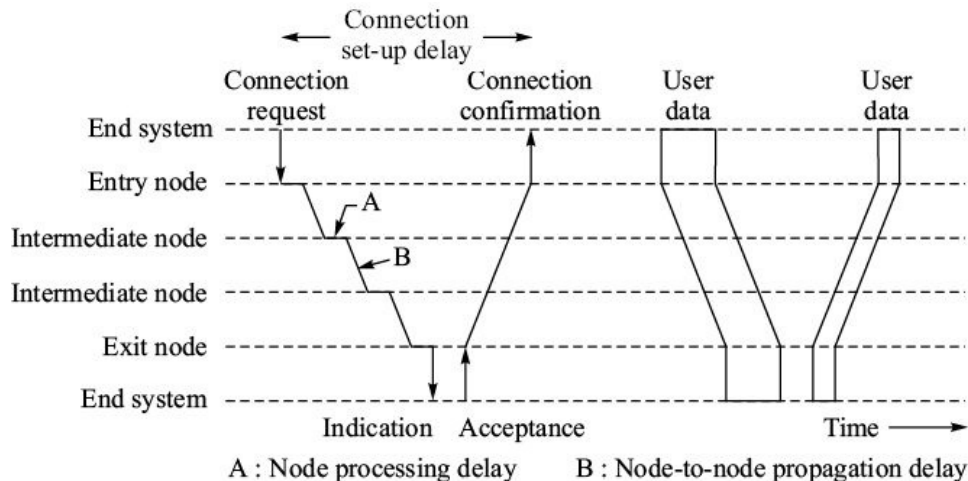 Connection
set-up delay
Connection
request
Connection
confirmation
User
data
User
data
End system
Entry node
A
Intermediate node
B
Intermediate node
Exit node
End system
Indication
Acceptance
Time
A : Node processing delay
B : Node-to-node propagation delay